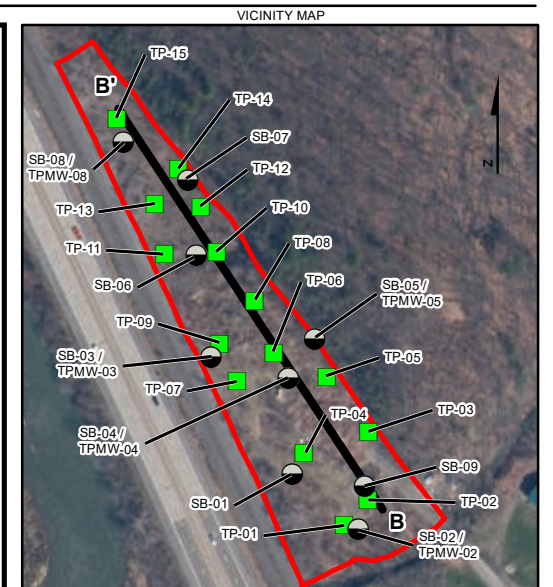 VICINITY MAP
TP-15
B'
TP-14
SB-07
SB-08 /
TPMW-08
TP-12
TP-13
TP-10
TP-11
TP-08
SB-06
TP-06
SB-05 /
TPMW-05
TP-09
SB-03 /
TPMW-03
TP-05
TP-07
TP-04
TP-03
SB-04 /
TPMW-04
SB-09
SB-01
TP-02
B
TP-01
SB-02 /
TPMW-02
N